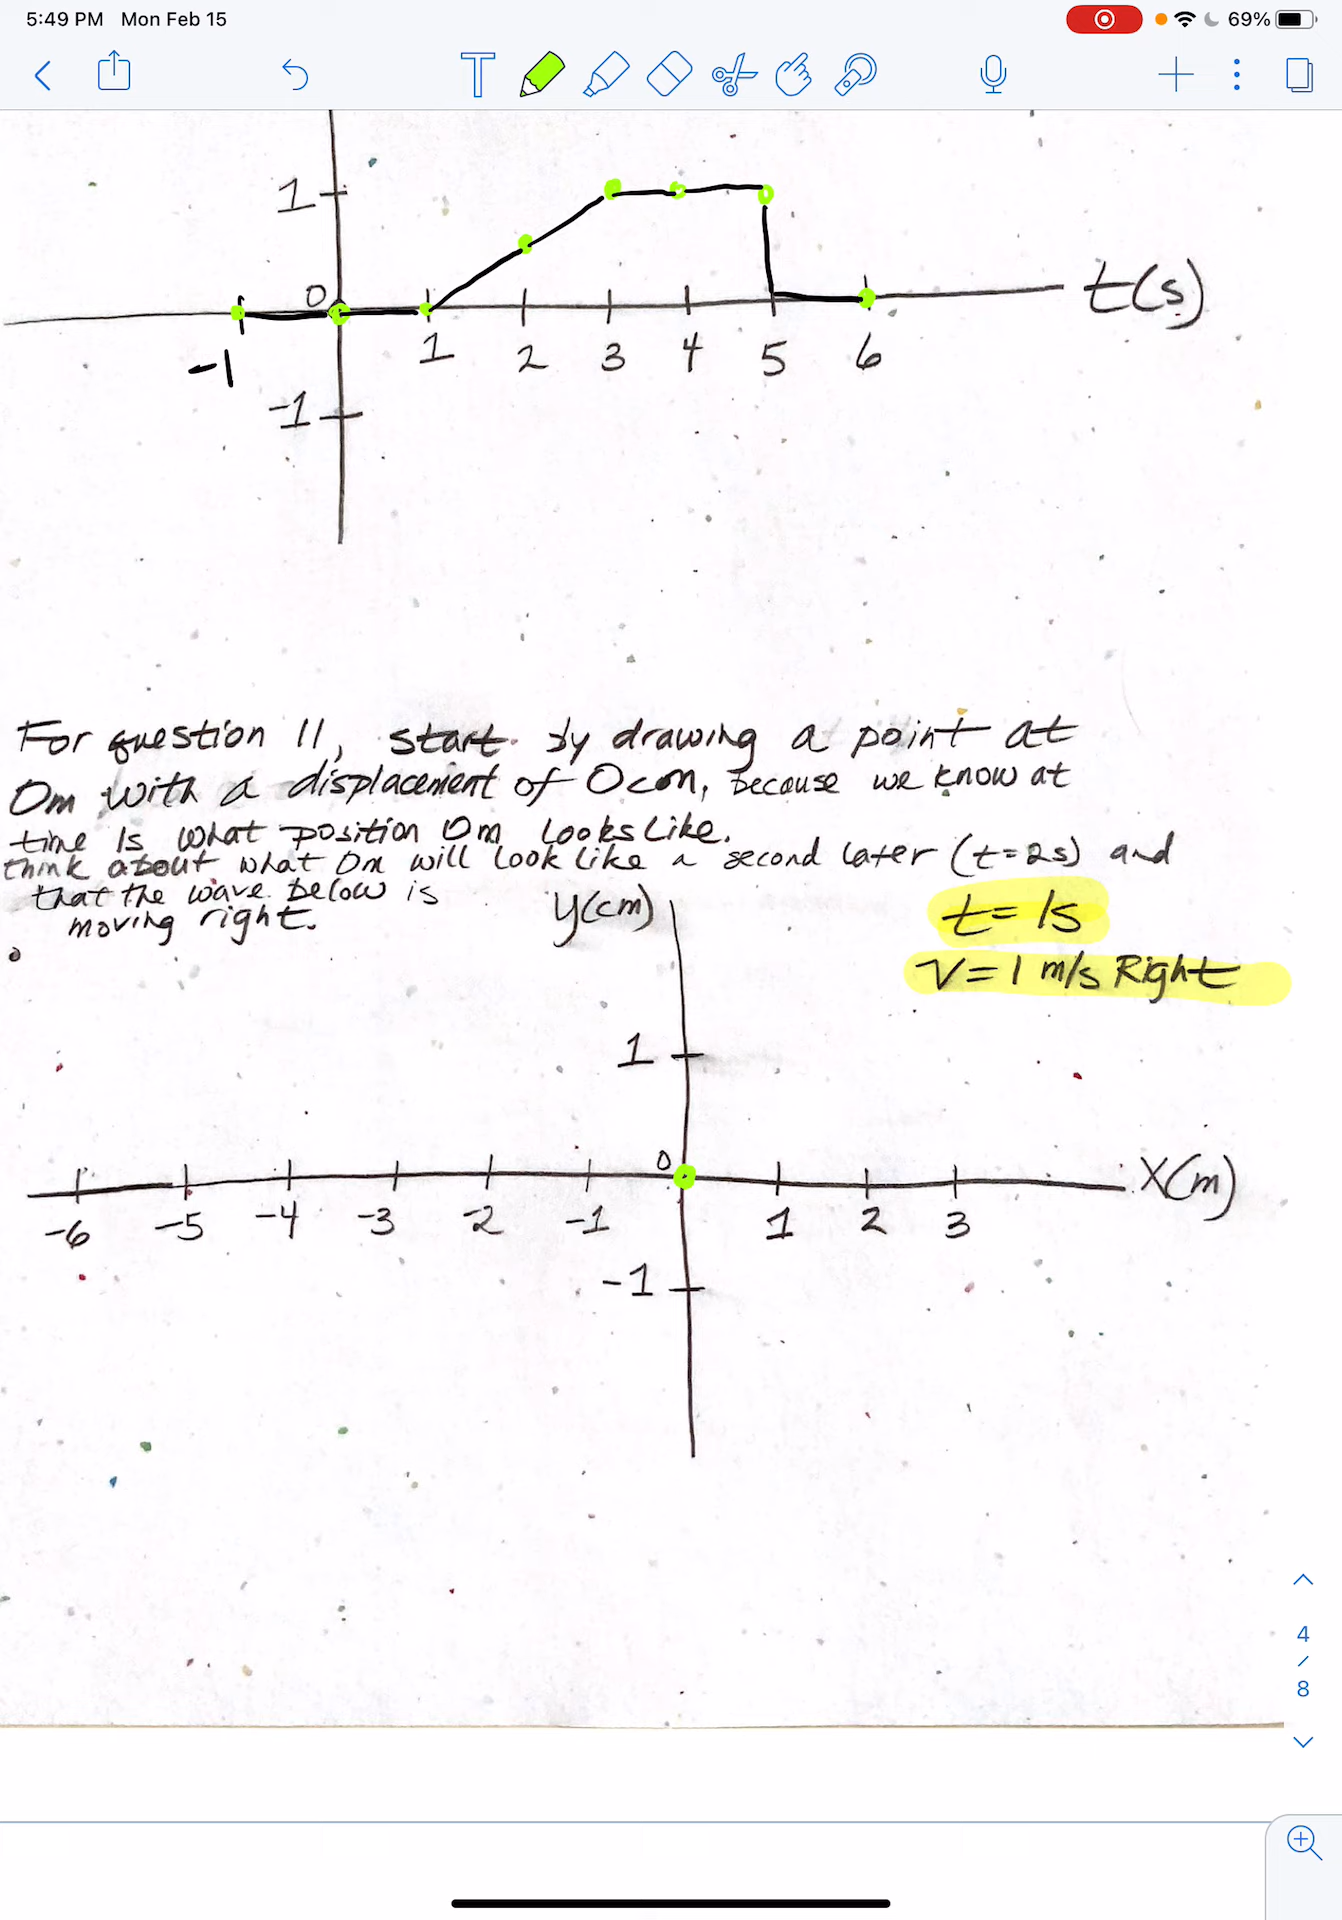 5:49 PM Mon Feb 15 69%
T
1
0
t(s)
-1 1 2 3 4 5 6
-1
For question 11, start by drawing a point at
0m with a displacement of 0cm, because we know at
time 1s what position 0m looks like.
think about what 0m will look like a second later (t=2s) and
that the wave below is
moving right.
y(cm)
t=1s
v=1 m/s Right
1
0
x(m)
-6 -5 -4 -3 -2 -1 1 2 3
-1
4
/
8